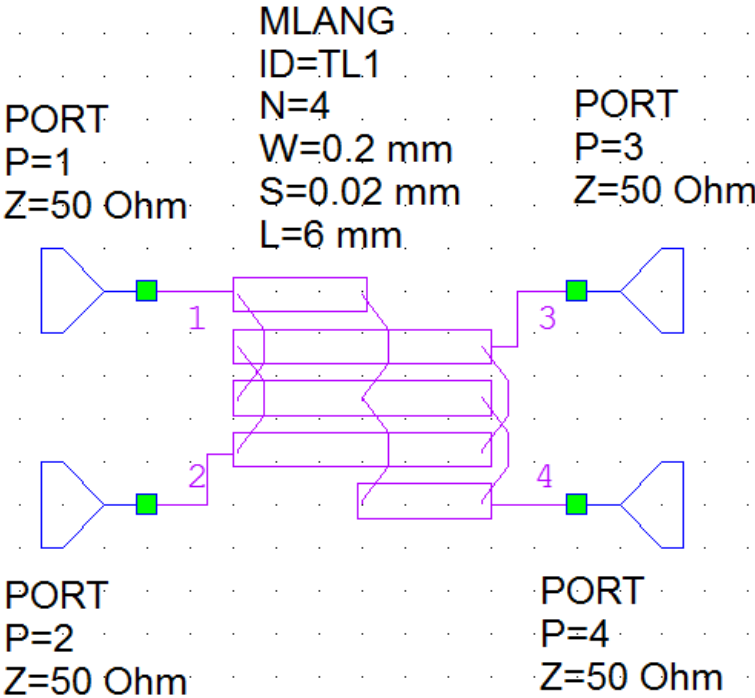 MLANG
ID=TL1
N=4
W=0.2 mm
S=0.02 mm
L=6 mm
PORT
P=1
Z=50 Ohm
PORT
P=3
Z=50 Ohm
1
3
2
4
PORT
P=2
Z=50 Ohm
PORT
P=4
Z=50 Ohm